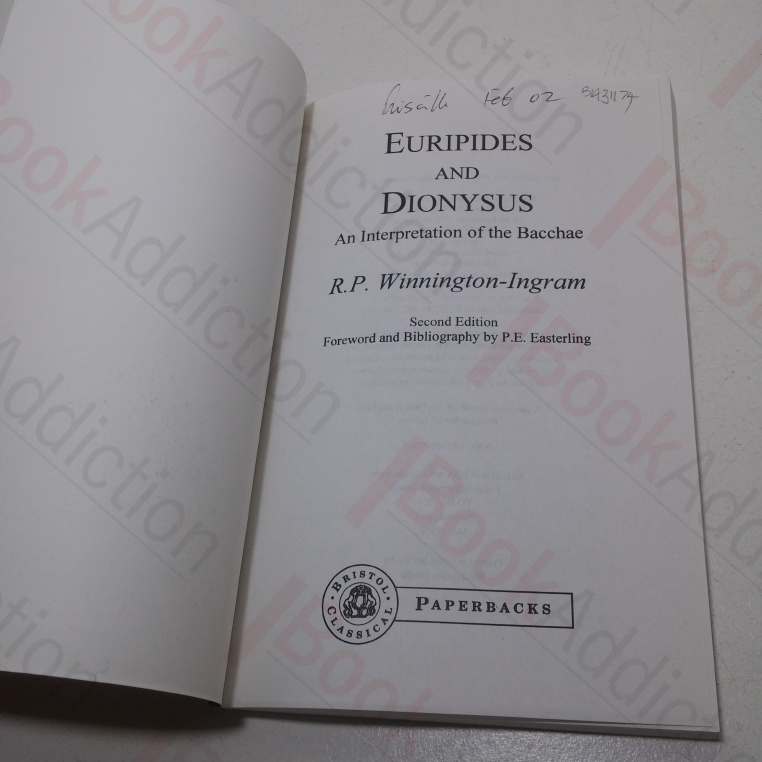 Feb 02
EURIPIDES
AND
DIONYSUS
An Interpretation of the Bacchae
R.P. Winnington-Ingram
Second Edition
Foreword and Bibliography by P.E. Easterling
BRISTOL
CLASSICAL
PAPERBACKS
BookAddiction